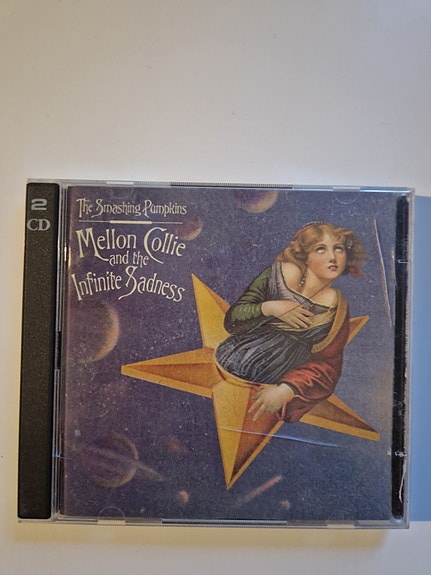 2
CD
The Smashing Pumpkins
Mellon Collie
and the
Infinite Sadness